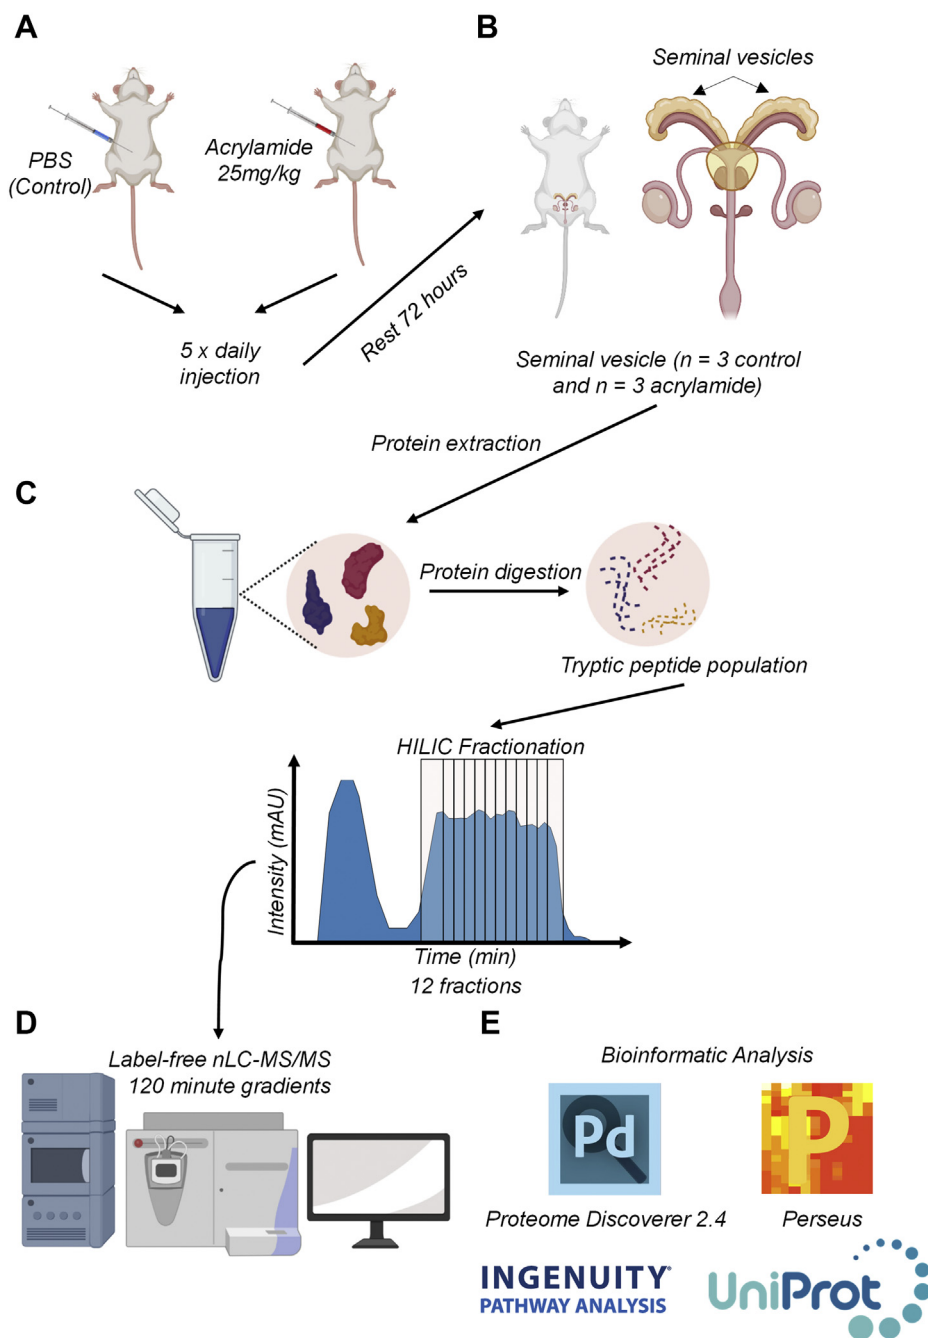 A
PBS
(Control)
Acrylamide
25mg/kg
5 x daily
injection
Rest 72 hours
B
Seminal vesicles
Seminal vesicle (n = 3 control
and n = 3 acrylamide)
Protein extraction
C
Protein digestion
Tryptic peptide population
HILIC Fractionation
Intensity (mAU)
Time (min)
12 fractions
D
Label-free nLC-MS/MS
120 minute gradients
E
Bioinformatic Analysis
Pd
P
Proteome Discoverer 2.4
Perseus
INGENUITY®
PATHWAY ANALYSIS
UniProt